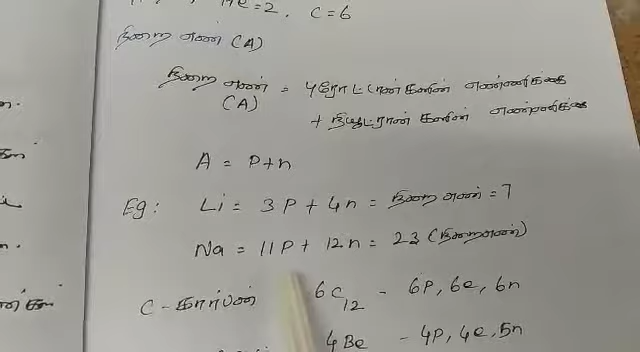 He = 2, C = 6
நிறை எண் (A)
நிறை எண் = புரோட்டான்களின் எண்ணிக்கை
(A) + நியூட்ரான்களின் எண்ணிக்கை
A = P+n
Eg: Li = 3P + 4n = நிறை எண் = 7
Na = 11P + 12n = 23 (நிறைஎண்)
C - கார்பன் 6C12 - 6P, 6e, 6n
4Be - 4P, 4e, 5n